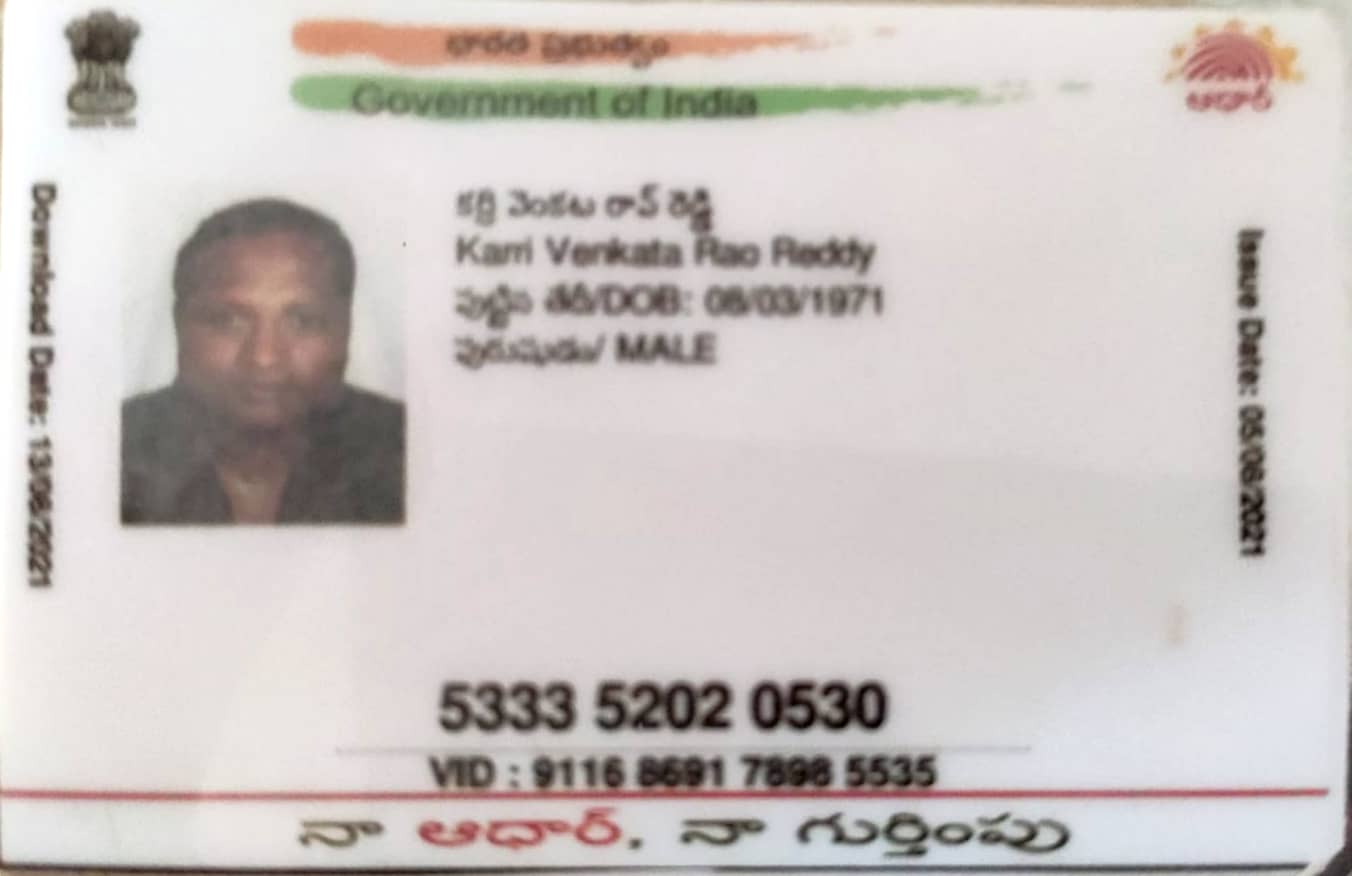 భారత ప్రభుత్వం
Government of India
ఆధార్
కర్రి వెంకట రావ్ రెడ్డి
Karri Venkata Rao Reddy
పుట్టిన తేదీ/DOB: 08/03/1971
పురుషుడు/ MALE
Download Date: 13/08/2021
Issue Date: 05/08/2021
5333 5202 0530
VID : 9116 8691 7898 5535
నా ఆధార్, నా గుర్తింపు